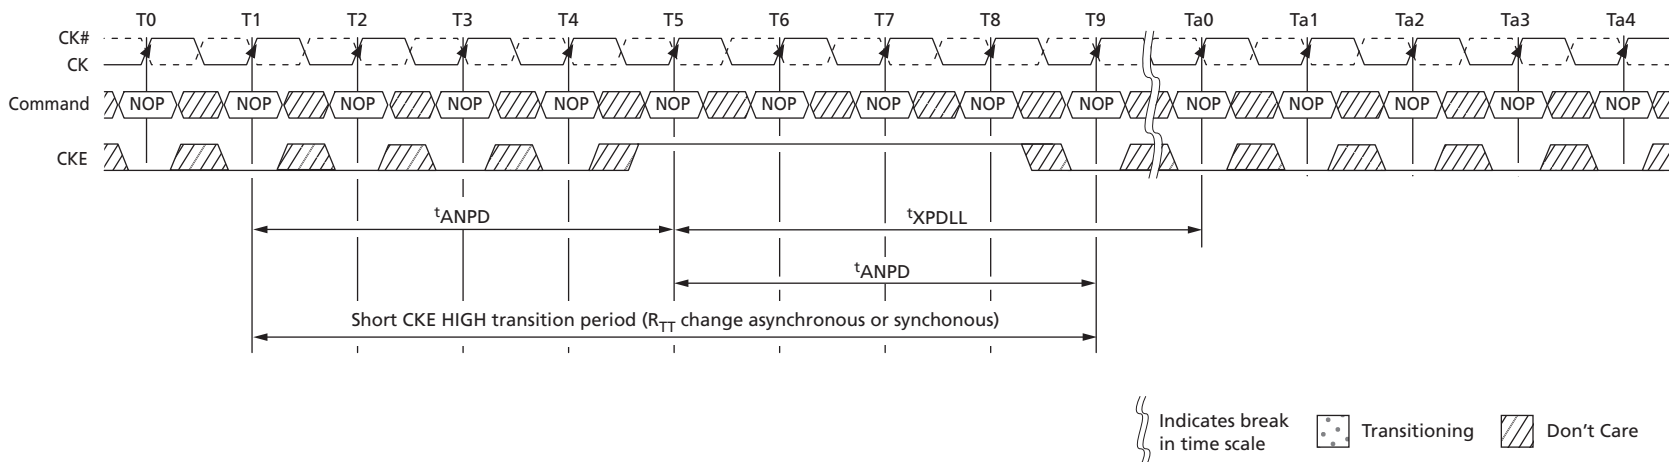 T0 T1 T2 T3 T4 T5 T6 T7 T8 T9 Ta0 Ta1 Ta2 Ta3 Ta4
CK#
CK
Command NOP NOP NOP NOP NOP NOP NOP NOP NOP NOP NOP NOP NOP NOP NOP
CKE
tANPD tXPDLL
tANPD
Short CKE HIGH transition period (RTT change asynchronous or synchonous)
Indicates break
in time scale
Transitioning
Don't Care